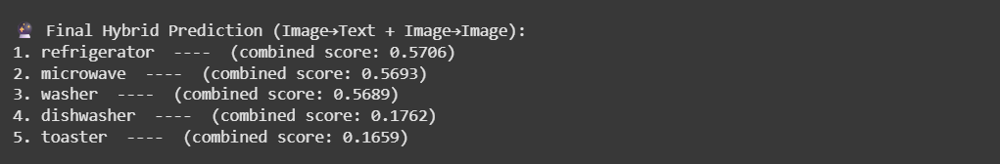 🔮 Final Hybrid Prediction (Image→Text + Image→Image):
1. refrigerator  ----  (combined score: 0.5706)
2. microwave  ----  (combined score: 0.5693)
3. washer  ----  (combined score: 0.5689)
4. dishwasher  ----  (combined score: 0.1762)
5. toaster  ----  (combined score: 0.1659)